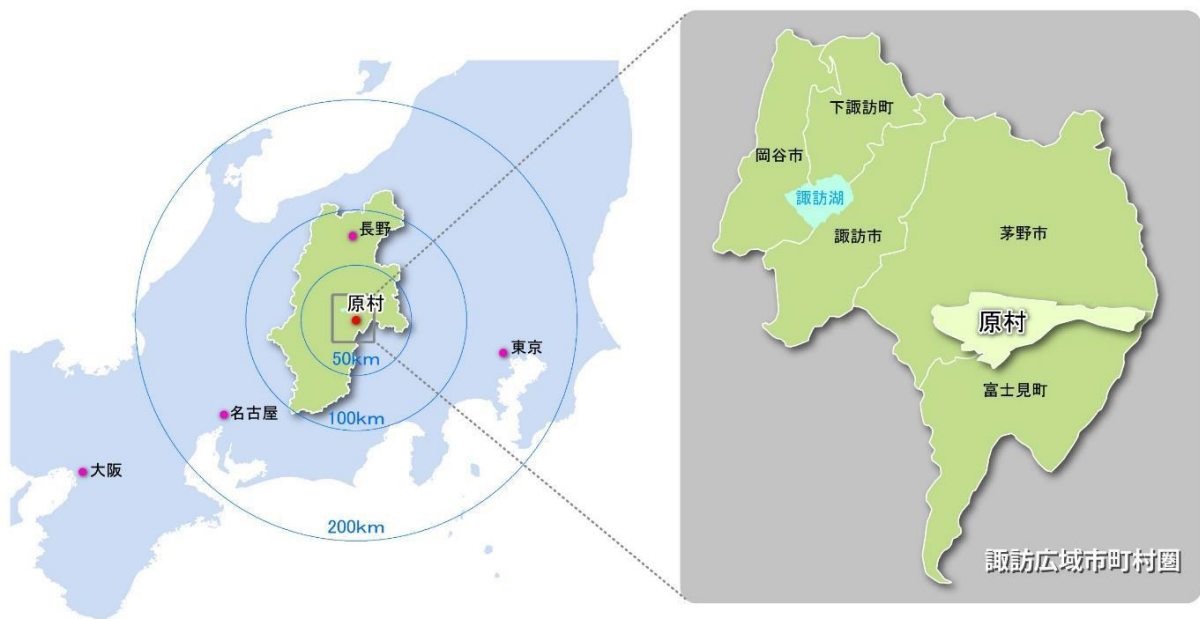 長野
原村
50km
東京
100km
名古屋
大阪
200km
下諏訪町
岡谷市
諏訪湖
諏訪市
茅野市
原村
富士見町
諏訪広域市町村圏